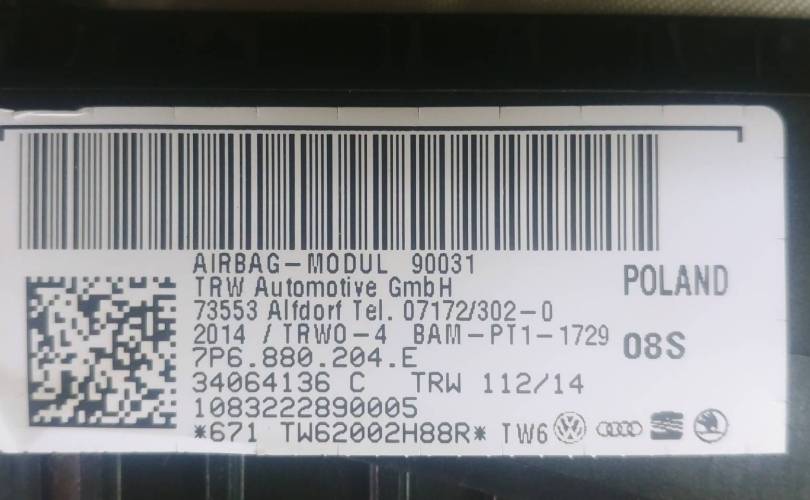 AIRBAG-MODUL 90031
TRW Automotive GmbH
73553 Alfdorf Tel. 07172/302-0
2014 / TRWO-4 BAM-PT1-1729
7P6.880.204.E
34064136 C TRW 112/14
1083222890005
*671 TW62002H88R* TW6
POLAND
08S